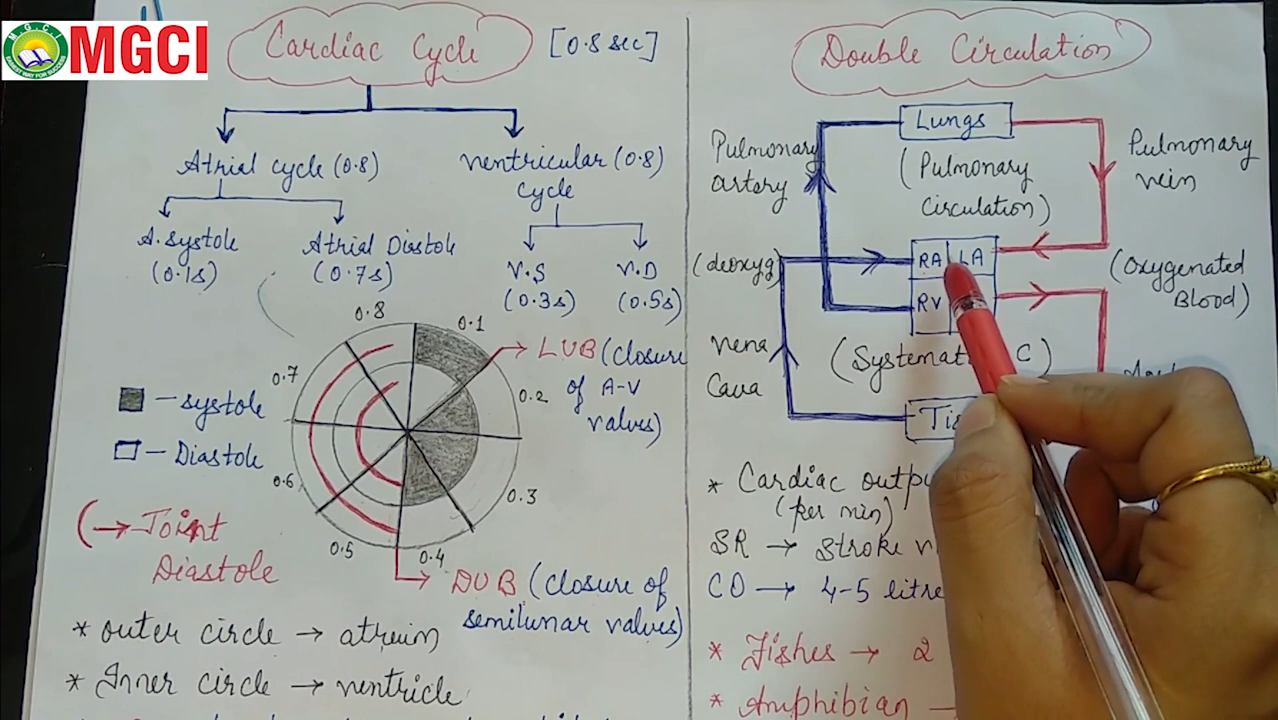 M.G.C.I
MGCI
Cardiac Cycle
[0.8 sec]
Atrial cycle (0.8)
ventricular (0.8)
cycle
A. systole
(0.1s)
Atrial Diastole
(0.7s)
V.S
(0.3s)
V.D
(0.5s)
0.8
0.1
0.7
0.2
0.6
0.3
0.5
0.4
LUB (closure
of A-V
valves)
- systole
- Diastole
(→ Joint
Diastole
DUB (closure of
semilunar valves)
* outer circle → atreium
* Inner circle → ventricle
Double Circulation
Lungs
Pulmonary
artery
(Pulmonary
circulation)
Pulmonary
vein
(deoxyg)
RA
LA
RV
(Oxygenated
Blood)
vena
Cava
(Systemat
C)
Tis
* Cardiac outpu
(per min)
SR → stroke v
CO → 4-5 litre
* Fishes → 2
* Amphibian →